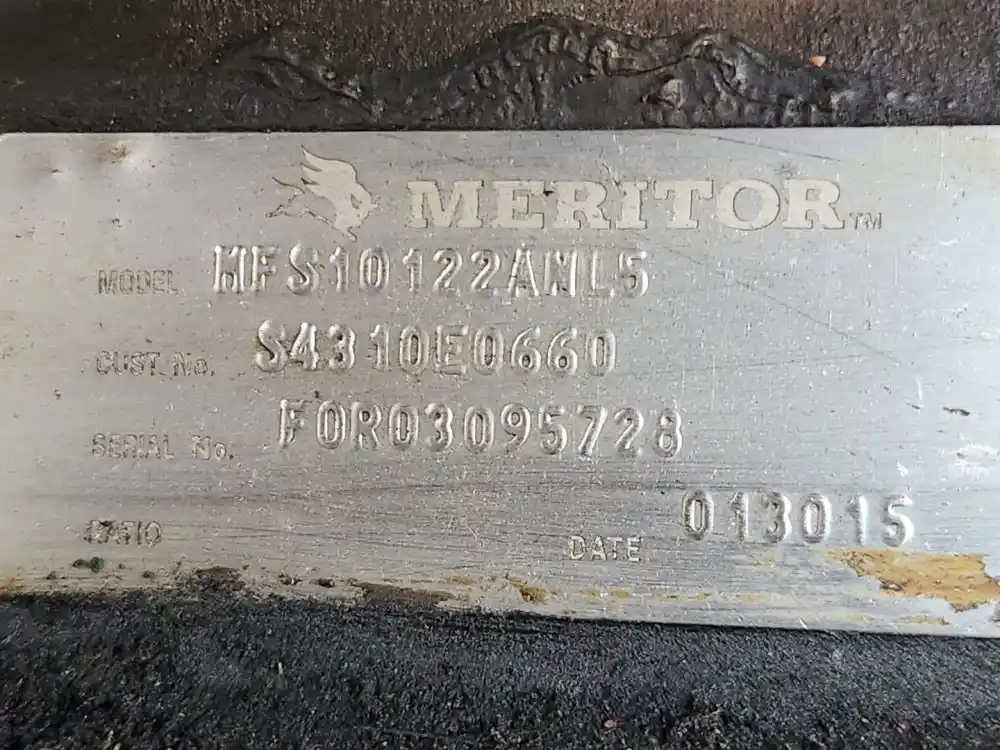 MERITOR™
MODEL MFS10122ANL5
CUST. No. S4310E0660
SERIAL No. FOR03095728
RATIO
DATE 013015